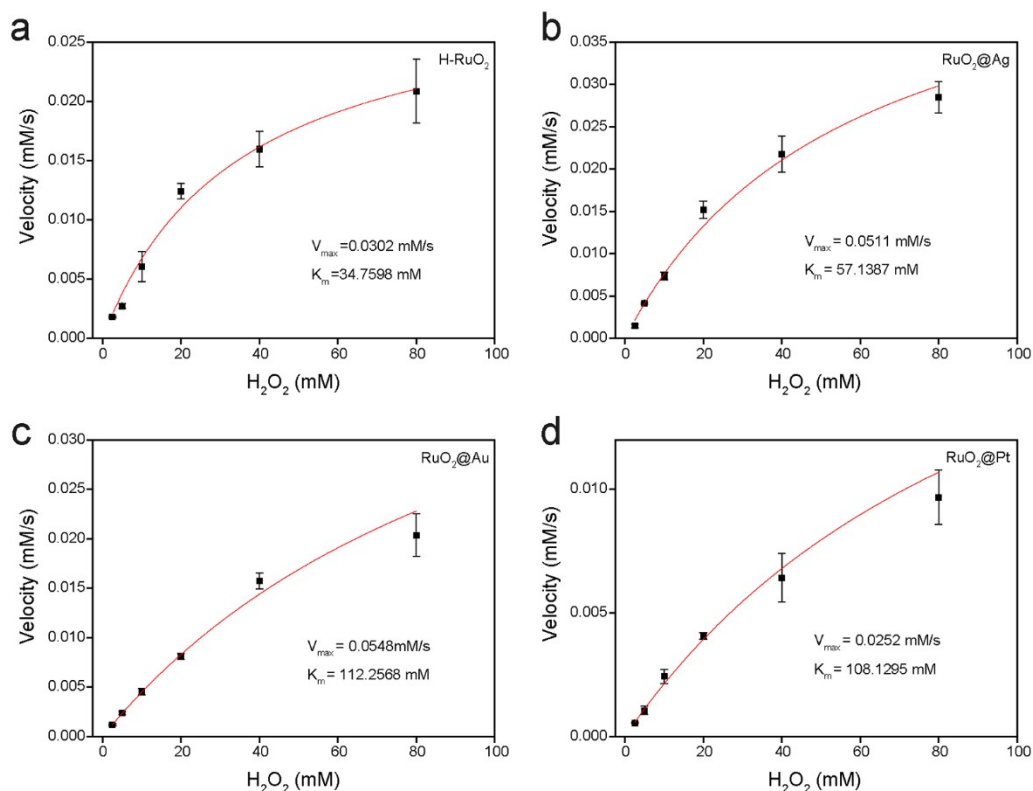 a
0.025
0.020
0.015
0.010
0.005
0.000
Velocity (mM/s)
H-RuO₂
Vmax =0.0302 mM/s
Km =34.7598 mM
0 20 40 60 80 100
H₂O₂ (mM)
b
0.035
0.030
0.025
0.020
0.015
0.010
0.005
0.000
Velocity (mM/s)
RuO₂@Ag
Vmax = 0.0511 mM/s
Km = 57.1387 mM
0 20 40 60 80 100
H₂O₂ (mM)
c
0.030
0.025
0.020
0.015
0.010
0.005
0.000
Velocity (mM/s)
RuO₂@Au
Vmax = 0.0548mM/s
Km = 112.2568 mM
0 20 40 60 80 100
H₂O₂ (mM)
d
0.010
0.005
0.000
Velocity (mM/s)
RuO₂@Pt
Vmax = 0.0252 mM/s
Km = 108.1295 mM
0 20 40 60 80 100
H₂O₂ (mM)